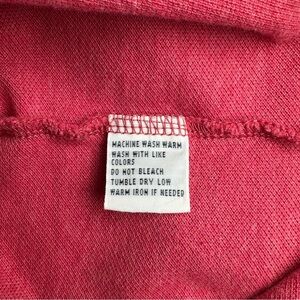 MACHINE WASH WARM
WASH WITH LIKE
COLORS
DO NOT BLEACH
TUMBLE DRY LOW
WARM IRON IF NEEDED